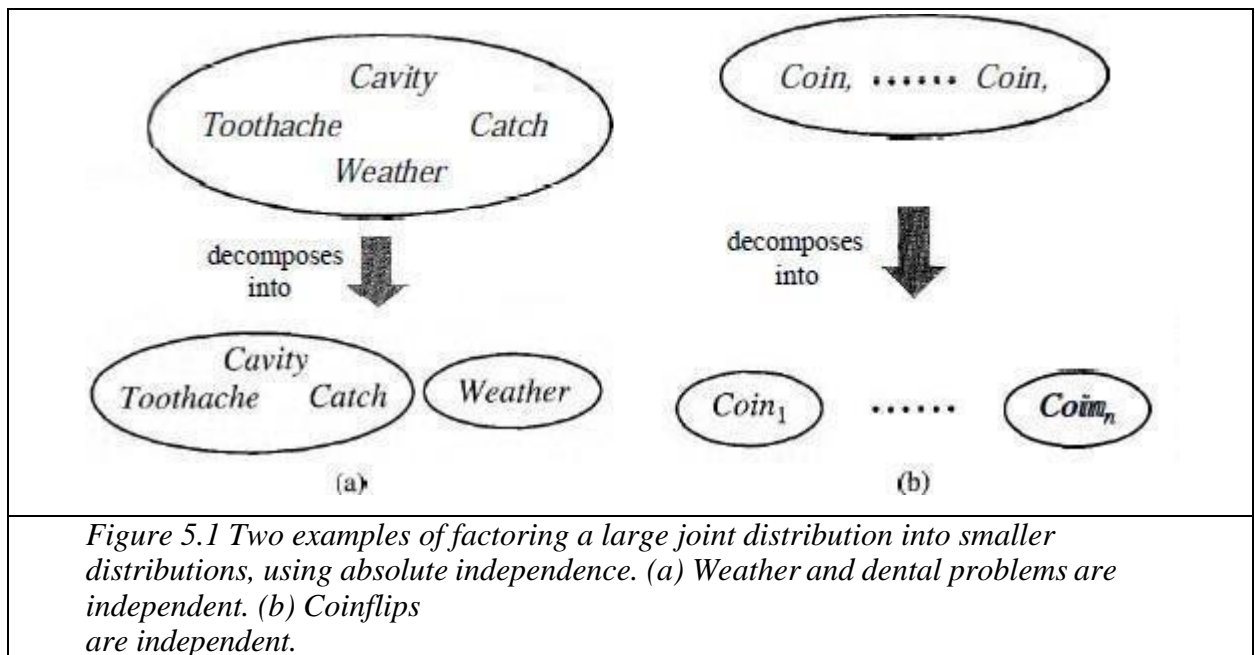 Cavity
Toothache Catch
Weather
decomposes
into
Cavity
Toothache Catch
Weather
(a)
Coin, ...... Coin,
decomposes
into
Coin1 ...... Coinn
(b)
Figure 5.1 Two examples of factoring a large joint distribution into smaller
distributions, using absolute independence. (a) Weather and dental problems are
independent. (b) Coinflips
are independent.